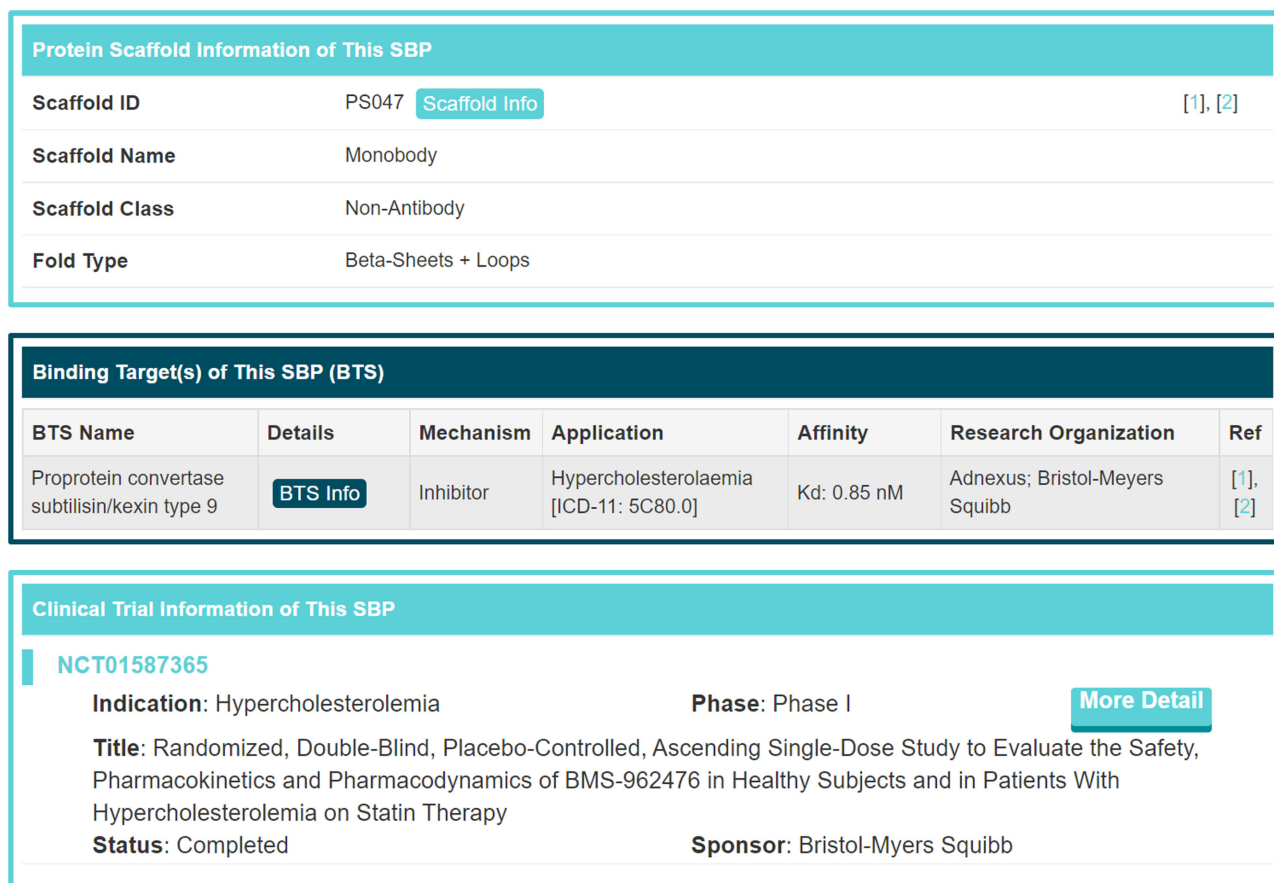 Protein Scaffold Information of This SBP
Scaffold ID PS047 Scaffold Info [1], [2]
Scaffold Name Monobody
Scaffold Class Non-Antibody
Fold Type Beta-Sheets + Loops
Binding Target(s) of This SBP (BTS)
BTS Name Details Mechanism Application Affinity Research Organization Ref
Proprotein convertase subtilisin/kexin type 9 BTS Info Inhibitor Hypercholesterolaemia [ICD-11: 5C80.0] Kd: 0.85 nM Adnexus; Bristol-Meyers Squibb [1], [2]
Clinical Trial Information of This SBP
NCT01587365
Indication: Hypercholesterolemia Phase: Phase I More Detail
Title: Randomized, Double-Blind, Placebo-Controlled, Ascending Single-Dose Study to Evaluate the Safety,
Pharmacokinetics and Pharmacodynamics of BMS-962476 in Healthy Subjects and in Patients With
Hypercholesterolemia on Statin Therapy
Status: Completed Sponsor: Bristol-Myers Squibb